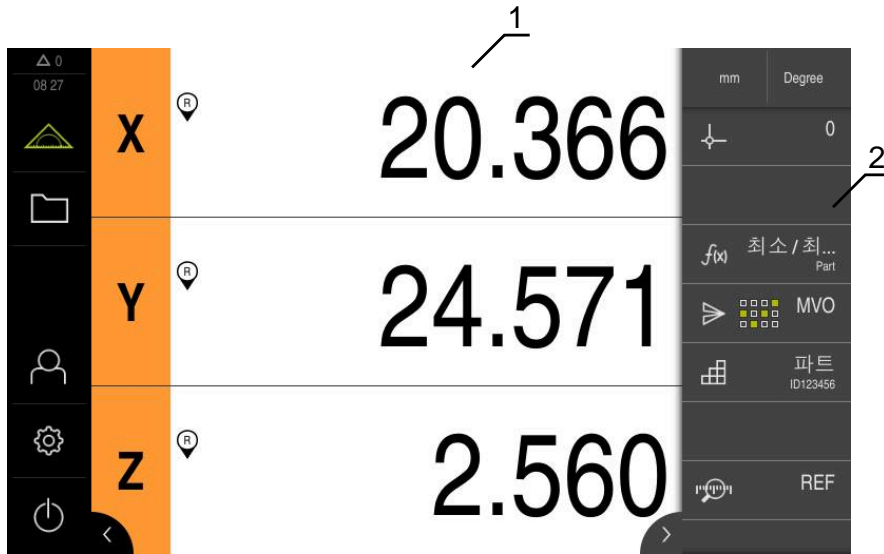 1
0
08 27
X
R
20.366
mm
Degree
0
2
Y
R
24.571
f(x)
최소/최...
Part
MVO
파트
ID123456
Z
R
2.560
REF